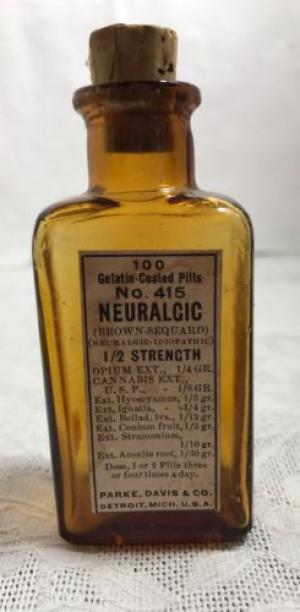 100
Gelatin-Coated Pills
No. 415
NEURALGIC
(BROWN-SEQUARD)
(NEURALGIC-IDIOPATHIC)
1/2 STRENGTH
OPIUM EXT., 1/4 GR.
CANNABIS EXT.,
U. S. P., - 1/8 GR.
Ext. Hyoscyamus, 1/3 gr.
Ext. Ignatia, - 1/4 gr.
Ext. Bellad. lvs., 1/12 gr.
Ext. Conium fruit, 1/3 gr.
Ext. Stramonium,
1/10 gr.
Ext. Aconite root, 1/30 gr.
Dose, 1 or 2 Pills three
or four times a day.
PARKE, DAVIS & CO.
DETROIT, MICH. U.S.A.